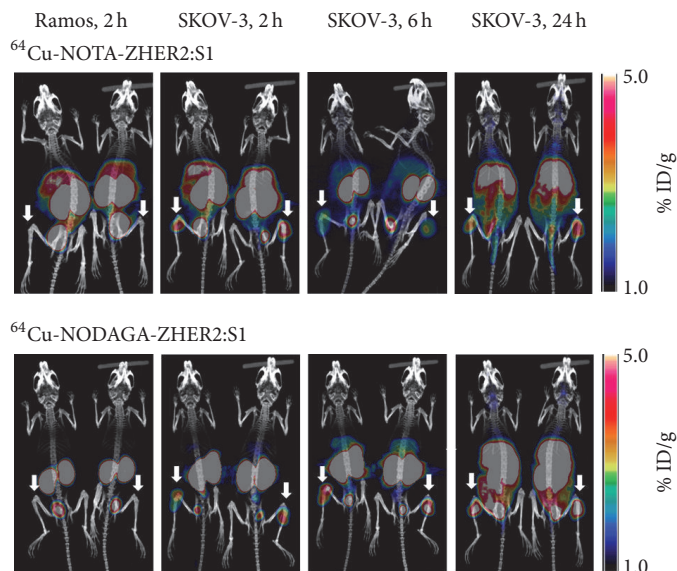 Ramos, 2 h SKOV-3, 2 h SKOV-3, 6 h SKOV-3, 24 h
⁶⁴Cu-NOTA-ZHER2:S1
5.0
% ID/g
1.0
⁶⁴Cu-NODAGA-ZHER2:S1
5.0
% ID/g
1.0